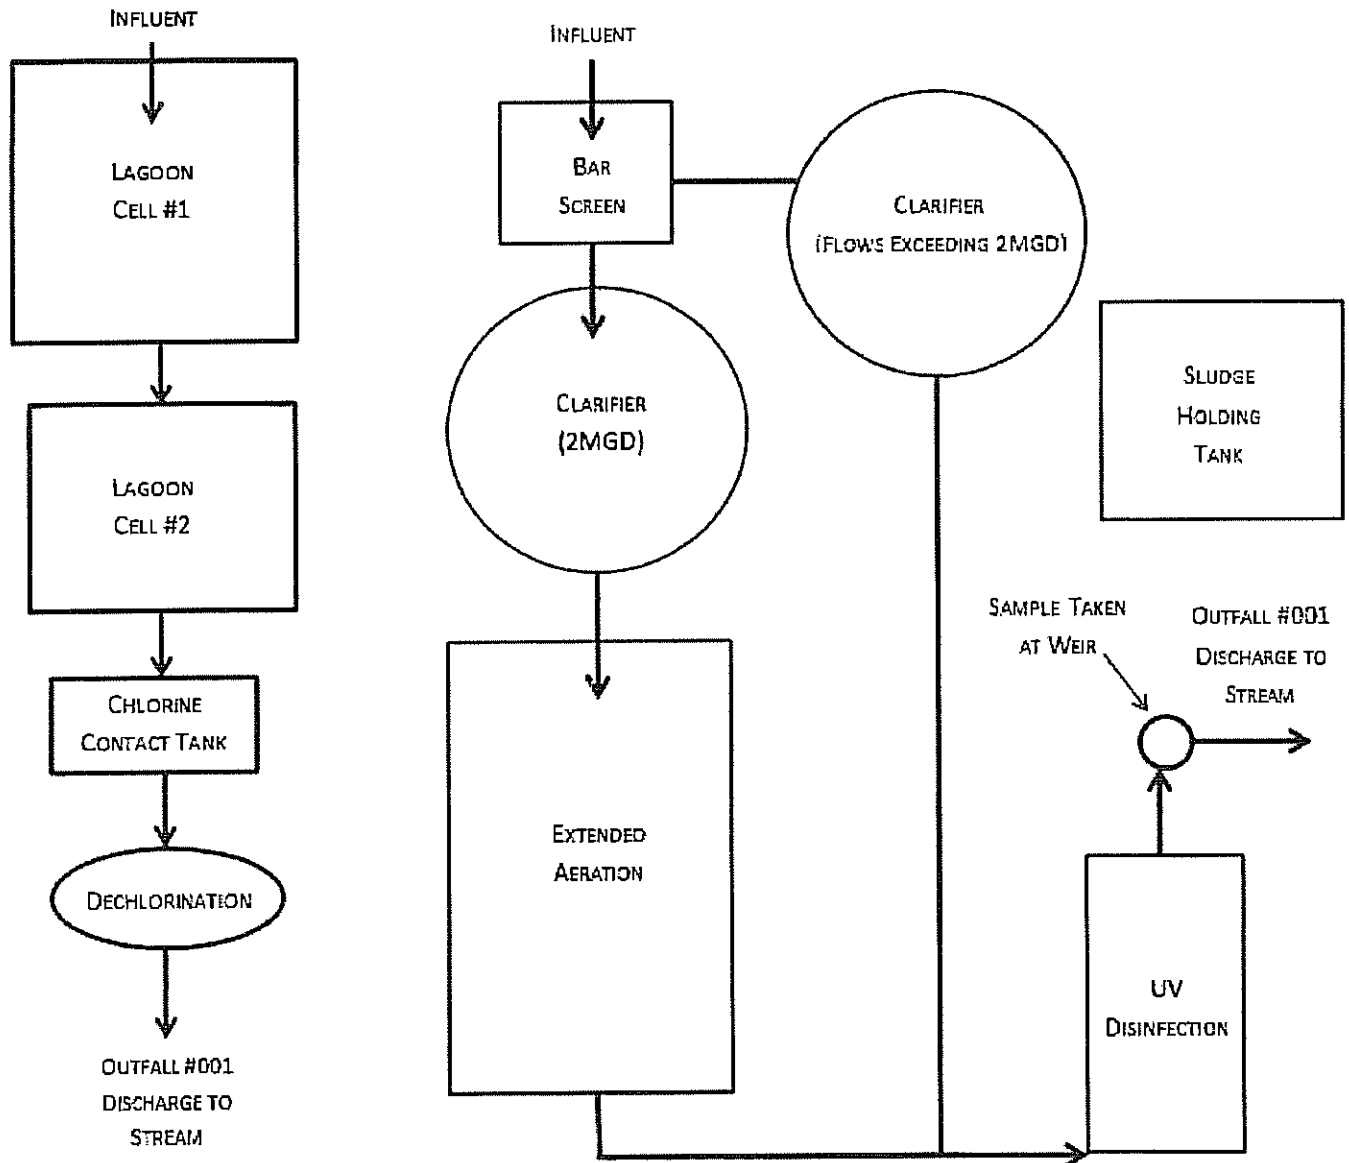 INFLUENT
LAGOON
CELL #1
LAGOON
CELL #2
CHLORINE
CONTACT TANK
DECHLORINATION
OUTFALL #001
DISCHARGE TO
STREAM
INFLUENT
BAR
SCREEN
CLARIFIER
(FLOWS EXCEEDING 2MGD)
CLARIFIER
(2MGD)
EXTENDED
AERATION
SLUDGE
HOLDING
TANK
SAMPLE TAKEN
AT WEIR
OUTFALL #001
DISCHARGE TO
STREAM
UV
DISINFECTION